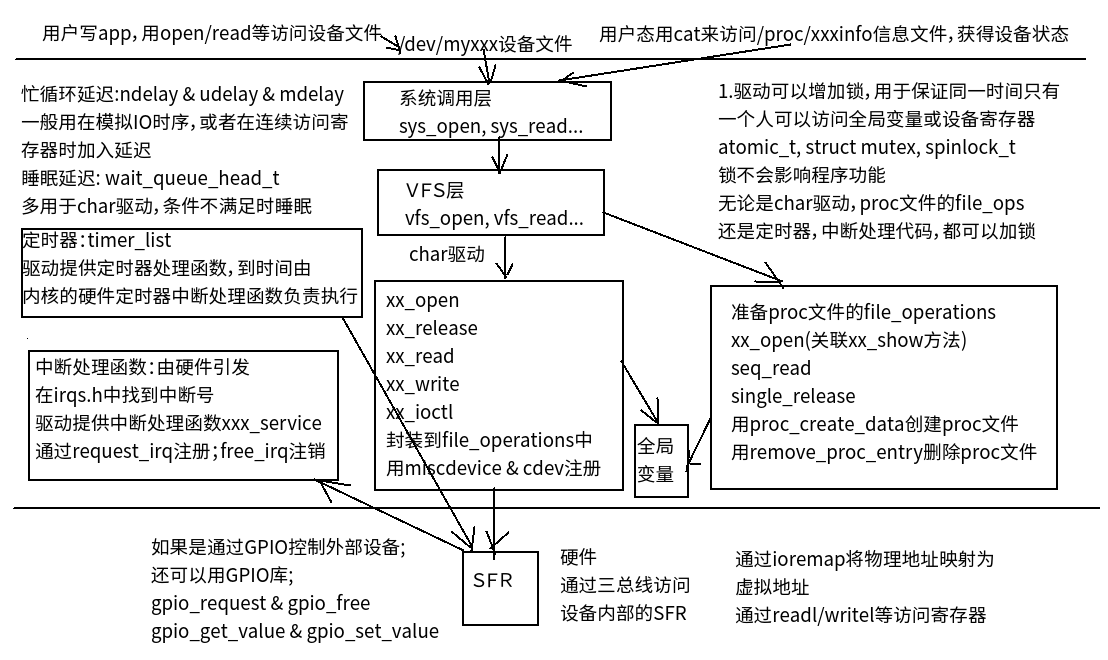 用户写app，用open/read等访问设备文件
/dev/myxxx设备文件
用户态用cat来访问/proc/xxxinfo信息文件，获得设备状态
忙循环延迟:ndelay & udelay & mdelay
一般用在模拟IO时序，或者在连续访问寄
存器时加入延迟
睡眠延迟: wait_queue_head_t
多用于char驱动，条件不满足时睡眠
定时器：timer_list
驱动提供定时器处理函数，到时间由
内核的硬件定时器中断处理函数负责执行
中断处理函数：由硬件引发
在irqs.h中找到中断号
驱动提供中断处理函数xxx_service
通过request_irq注册；free_irq注销
系统调用层
sys_open, sys_read...
VFS层
vfs_open, vfs_read...
char驱动
xx_open
xx_release
xx_read
xx_write
xx_ioctl
封装到file_operations中
用miscdevice & cdev注册
全局
变量
1.驱动可以增加锁，用于保证同一时间只有
一个人可以访问全局变量或设备寄存器
atomic_t, struct mutex, spinlock_t
锁不会影响程序功能
无论是char驱动，proc文件的file_ops
还是定时器，中断处理代码，都可以加锁
准备proc文件的file_operations
xx_open(关联xx_show方法)
seq_read
single_release
用proc_create_data创建proc文件
用remove_proc_entry删除proc文件
如果是通过GPIO控制外部设备；
还可以用GPIO库；
gpio_request & gpio_free
gpio_get_value & gpio_set_value
SFR
硬件
通过三总线访问
设备内部的SFR
通过ioremap将物理地址映射为
虚拟地址
通过readl/writel等访问寄存器